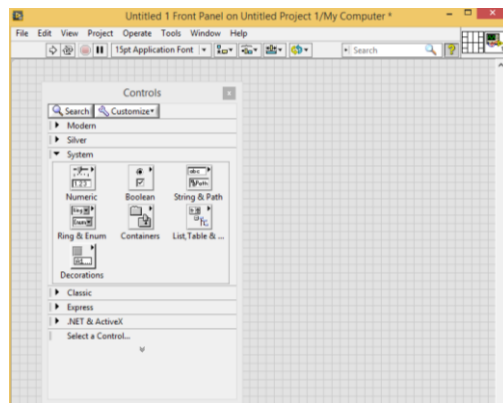 Untitled 1 Front Panel on Untitled Project 1/My Computer *
File Edit View Project Operate Tools Window Help
15pt Application Font
Search
Controls
Search Customize
Modern
Silver
System
Numeric Boolean String & Path
Ring & Enum Containers List, Table & ...
Decorations
Classic
Express
.NET & ActiveX
Select a Control...